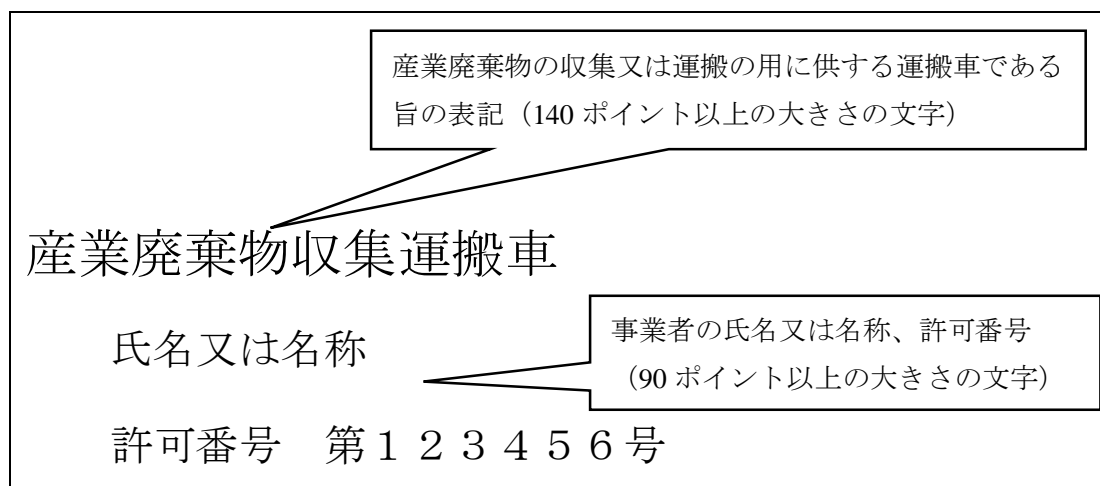 産業廃棄物の収集又は運搬の用に供する運搬車である
旨の表記（140 ポイント以上の大きさの文字）
産業廃棄物収集運搬車
氏名又は名称
事業者の氏名又は名称、許可番号
（90 ポイント以上の大きさの文字）
許可番号　第１２３４５６号